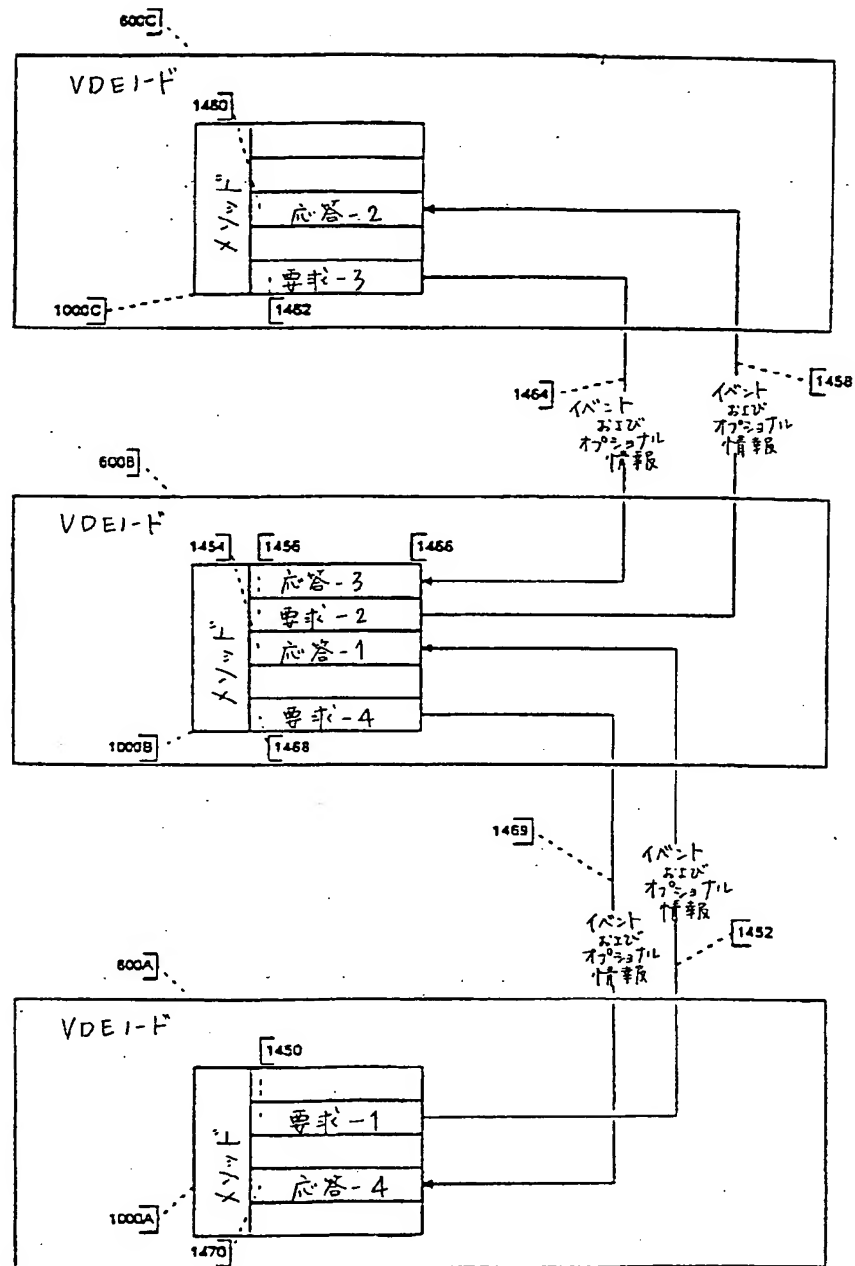 600C
VDEノード
1460
メソッド
応答-2
要求-3
1000C
1462
1464
1458
イベント
および
オプショナル
情報
イベント
および
オプショナル
情報
600B
VDEノード
1454
1456
1466
メソッド
応答-3
要求-2
応答-1
要求-4
1000B
1468
1469
イベント
および
オプショナル
情報
イベント
および
オプショナル
情報
1452
600A
VDEノード
1450
メソッド
要求-1
応答-4
1000A
1470